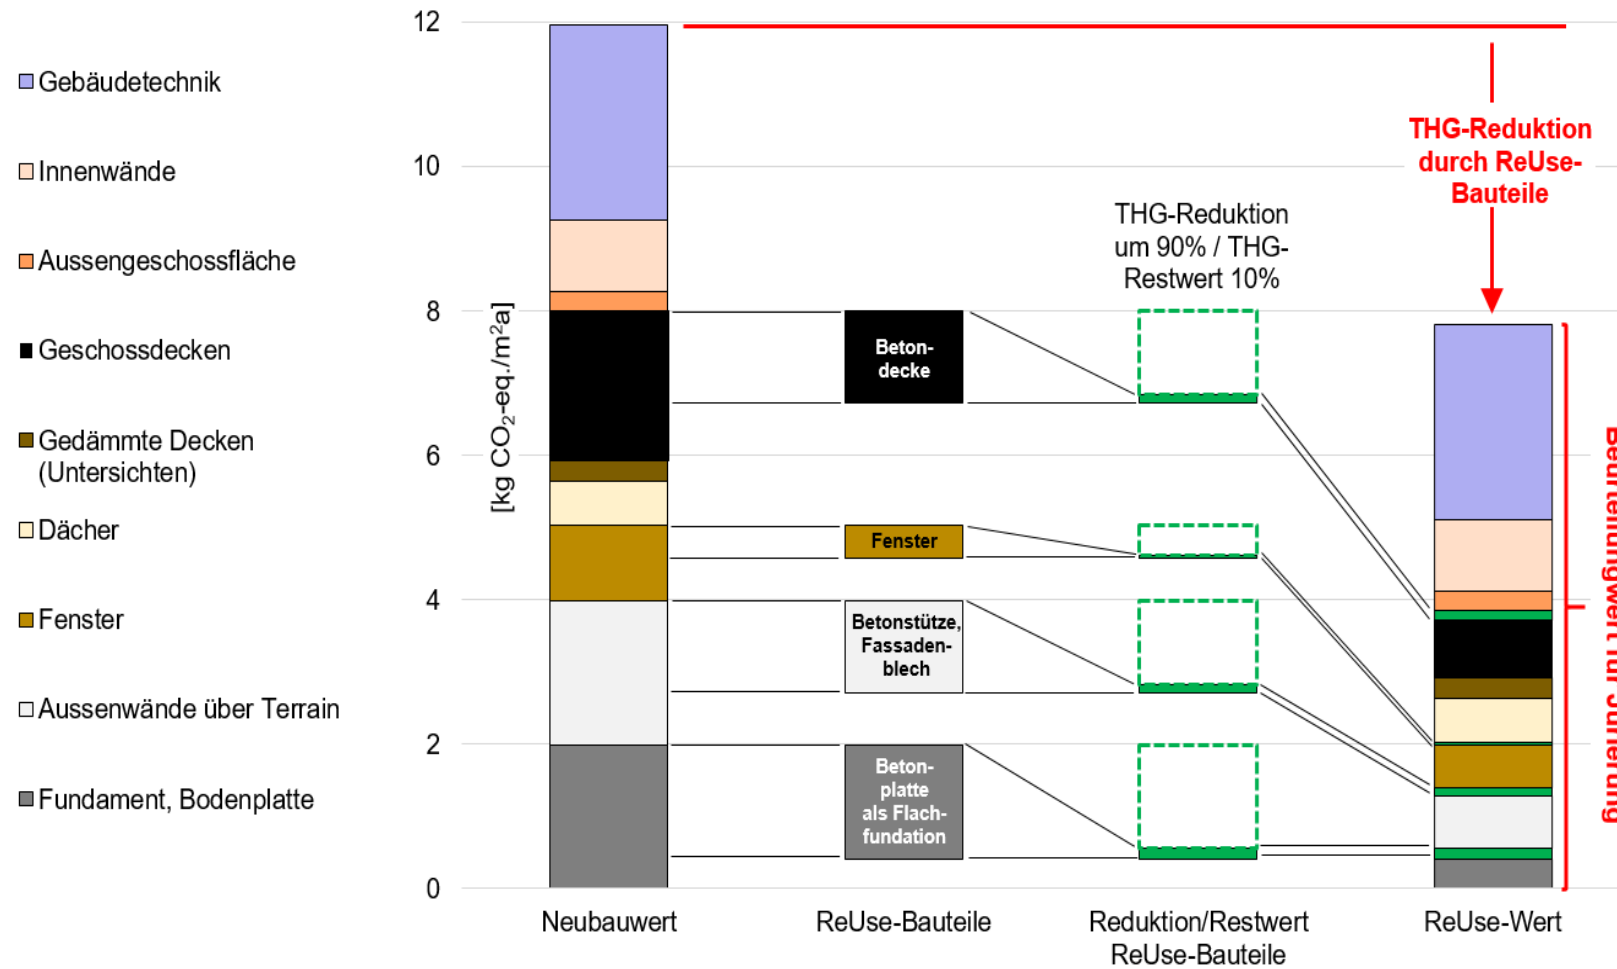 Gebäudetechnik
Innenwände
Aussengeschossfläche
Geschossdecken
Gedämmte Decken
(Untersichten)
Dächer
Fenster
Aussenwände über Terrain
Fundament, Bodenplatte
12
10
8
6
4
2
0
[kg CO₂-eq./m²a]
Beton-
decke
Fenster
Betonstütze,
Fassaden-
blech
Beton-
platte
als Flach-
fundation
THG-Reduktion
um 90% / THG-
Restwert 10%
THG-Reduktion
durch ReUse-
Bauteile
Beurteilungwert für Jurierung
Neubauwert
ReUse-Bauteile
Reduktion/Restwert
ReUse-Bauteile
ReUse-Wert